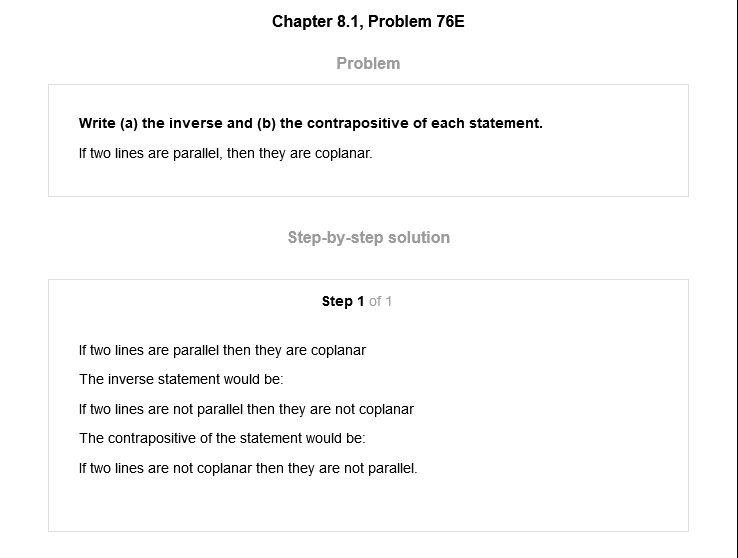 Chapter 8.1, Problem 76E
Problem
Write (a) the inverse and (b) the contrapositive of each statement.
If two lines are parallel, then they are coplanar.
Step-by-step solution
Step 1 of 1
If two lines are parallel then they are coplanar
The inverse statement would be:
If two lines are not parallel then they are not coplanar
The contrapositive of the statement would be:
If two lines are not coplanar then they are not parallel.